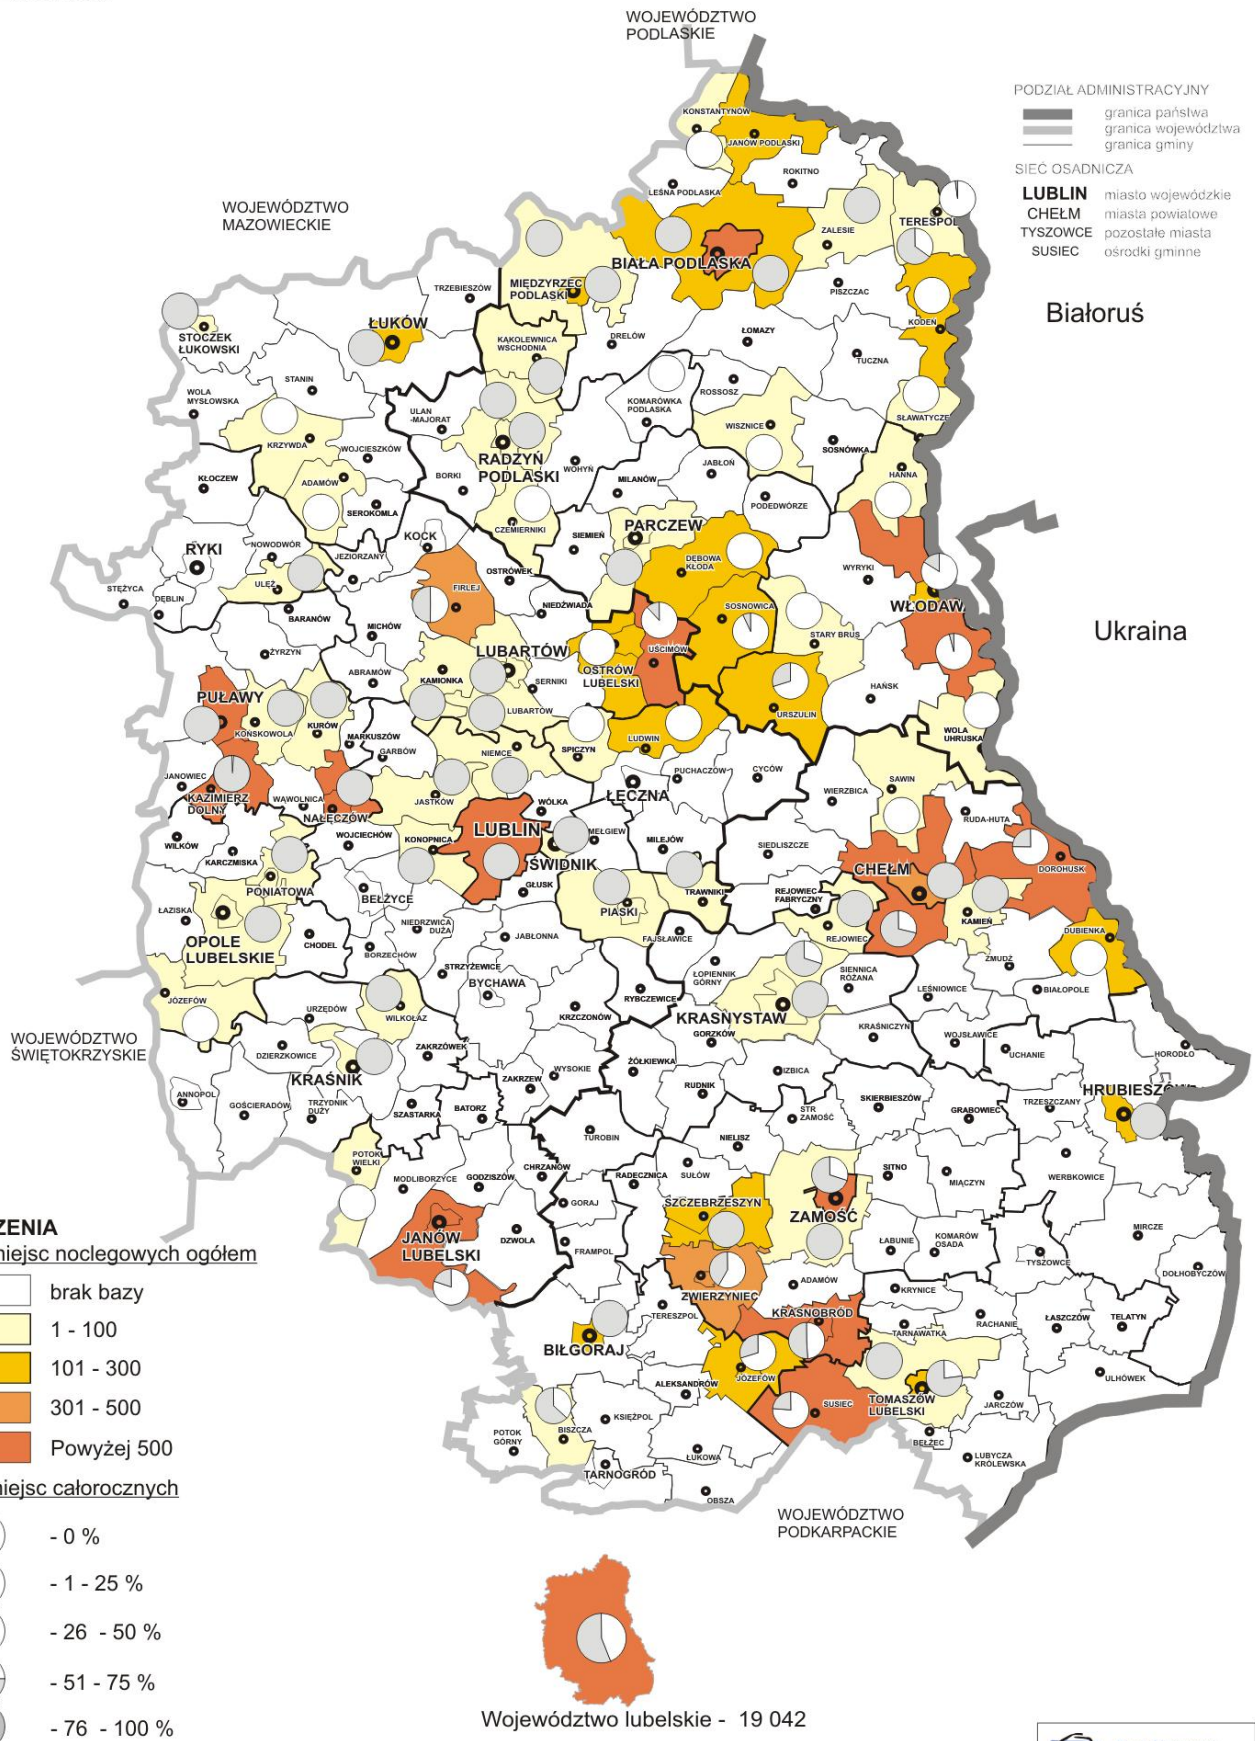 WOJEWÓDZTWO
PODLASKIE
PODZIAŁ ADMINISTRACYJNY
granica państwa
granica województwa
granica gminy
SIEĆ OSADNICZA
LUBLIN miasto wojewódzkie
CHEŁM miasta powiatowe
TYSZOWCE pozostałe miasta
SUSIEC ośrodki gminne
WOJEWÓDZTWO
MAZOWIECKIE
Białoruś
Ukraina
KONSTANTYNÓW
JANÓW PODLASKI
ROKITNO
LEŚNA PODLASKA
TERESPOL
ZALESIE
BIAŁA PODLASKA
MIĘDZYRZEC
PODLASKI
TRZEBIESZÓW
PISZCZAC
KODEŃ
STOCZEK
ŁUKOWSKI
ŁUKÓW
KĄKOLEWNICA
WSCHODNIA
DRELÓW
ŁOMAZY
TUCZNA
STANIN
WOLA
MYSŁOWSKA
ULAN
-MAJORAT
KOMARÓWKA
PODLASKA
ROSSOSZ
WISZNICE
SŁAWATYCZE
KRZYWDA
WOJCIESZKÓW
RADZYŃ
PODLASKI
WOHYŃ
SOSNÓWKA
KŁOCZEW
ADAMÓW
BORKI
MILANÓW
JABŁOŃ
HANNA
SEROKOMLA
CZEMIERNIKI
PODEDWÓRZE
RYKI
NOWODWÓR
JEZIORZANY
KOCK
SIEMIEŃ
PARCZEW
DĘBOWA
KŁODA
WYRYKI
STĘŻYCA
DĘBLIN
UŁĘŻ
FIRLEJ
OSTRÓWEK
NIEDŹWIADA
SOSNOWICA
WŁODAW
BARANÓW
MICHÓW
STARY BRUS
ŻYRZYN
ABRAMÓW
KAMIONKA
LUBARTÓW
SERNIKI
OSTRÓW
LUBELSKI
UŚCIMÓW
HAŃSK
PUŁAWY
KOŃSKOWOLA
KURÓW
MARKUSZÓW
GARBÓW
LUBARTÓW
SPICZYN
LUDWIN
URSZULIN
WOLA
UHRUSKA
JANOWIEC
KAZIMIERZ
DOLNY
WĄWOLNICA
NAŁĘCZÓW
JASTKÓW
NIEMCE
WÓLKA
ŁĘCZNA
PUCHACZÓW
CYCÓW
WIERZBICA
SAWIN
RUDA-HUTA
WILKÓW
KARCZMISKA
WOJCIECHÓW
KONOPNICA
LUBLIN
MEŁGIEW
MILEJÓW
SIEDLISZCZE
CHEŁM
DOROHUSK
ŚWIDNIK
GŁUSK
PONIATOWA
BEŁŻYCE
PIASKI
TRAWNIKI
REJOWIEC
FABRYCZNY
REJOWIEC
KAMIEŃ
ŁAZISKA
OPOLE
LUBELSKIE
CHODEL
NIEDRZWICA
DUŻA
BORZECHÓW
JABŁONNA
FAJSŁAWICE
DUBIENKA
JÓZEFÓW
STRZYŻEWICE
BYCHAWA
ŁOPIENNIK
GÓRNY
SIENNICA
RÓŻANA
ŻMUDŹ
LEŚNIOWICE
BIAŁOPOLE
WOJEWÓDZTWO
ŚWIĘTOKRZYSKIE
URZĘDÓW
WILKOŁAZ
KRZCZONÓW
RYBCZEWICE
KRASNYSTAW
GORZKÓW
KRAŚNICZYN
WOJSŁAWICE
UCHANIE
HORODŁO
DZIERZKOWICE
KRAŚNIK
ZAKRZÓWEK
WYSOKIE
ŻÓŁKIEWKA
IZBICA
ANNOPOL
GOŚCIERADÓW
TRZYDNIK
DUŻY
SZASTARKA
BATORZ
ZAKRZEW
RUDNIK
STR
ZAMOŚĆ
SKIERBIESZÓW
GRABOWIEC
TRZESZCZANY
HRUBIESZÓW
POTOK
WIELKI
MODLIBORZYCE
GODZISZÓW
CHRZANÓW
TUROBIN
RADECZNICA
NIELISZ
SUŁÓW
SITNO
MIĄCZYN
WERBKOWICE
GORAJ
SZCZEBRZESZYN
ZAMOŚĆ
JANÓW
LUBELSKI
DZWOLA
FRAMPOL
ŁABUNIE
KOMARÓW
OSADA
TYSZOWCE
MIRCZE
DOŁHOBYCZÓW
ZWIERZYNIEC
ADAMÓW
KRYNICE
TERESZPOL
KRASNOBRÓD
TARNAWATKA
RACHANIE
ŁASZCZÓW
TELATYN
BIŁGORAJ
JÓZEFÓW
ALEKSANDRÓW
SUSIEC
TOMASZÓW
LUBELSKI
JARCZÓW
ULHÓWEK
POTOK
GÓRNY
BISZCZA
KSIĘŻPOL
ŁUKOWA
BEŁŻEC
LUBYCZA
KRÓLEWSKA
TARNOGRÓD
OBSZA
WOJEWÓDZTWO
PODKARPACKIE
ZENIA
miejsc noclegowych ogółem
brak bazy
1 - 100
101 - 300
301 - 500
Powyżej 500
miejsc całorocznych
- 0 %
- 1 - 25 %
- 26 - 50 %
- 51 - 75 %
- 76 - 100 %
Województwo lubelskie - 19 042